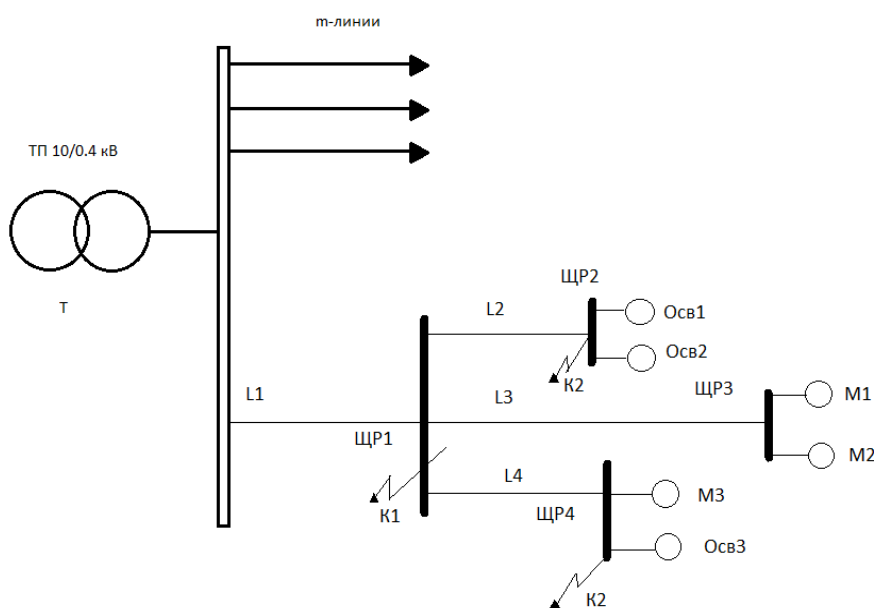 m-линии
ТП 10/0.4 кВ
Т
ЩР2
L2
Осв1
Осв2
К2
L1
L3
ЩР3
М1
ЩР1
М2
L4
М3
К1
ЩР4
Осв3
К2